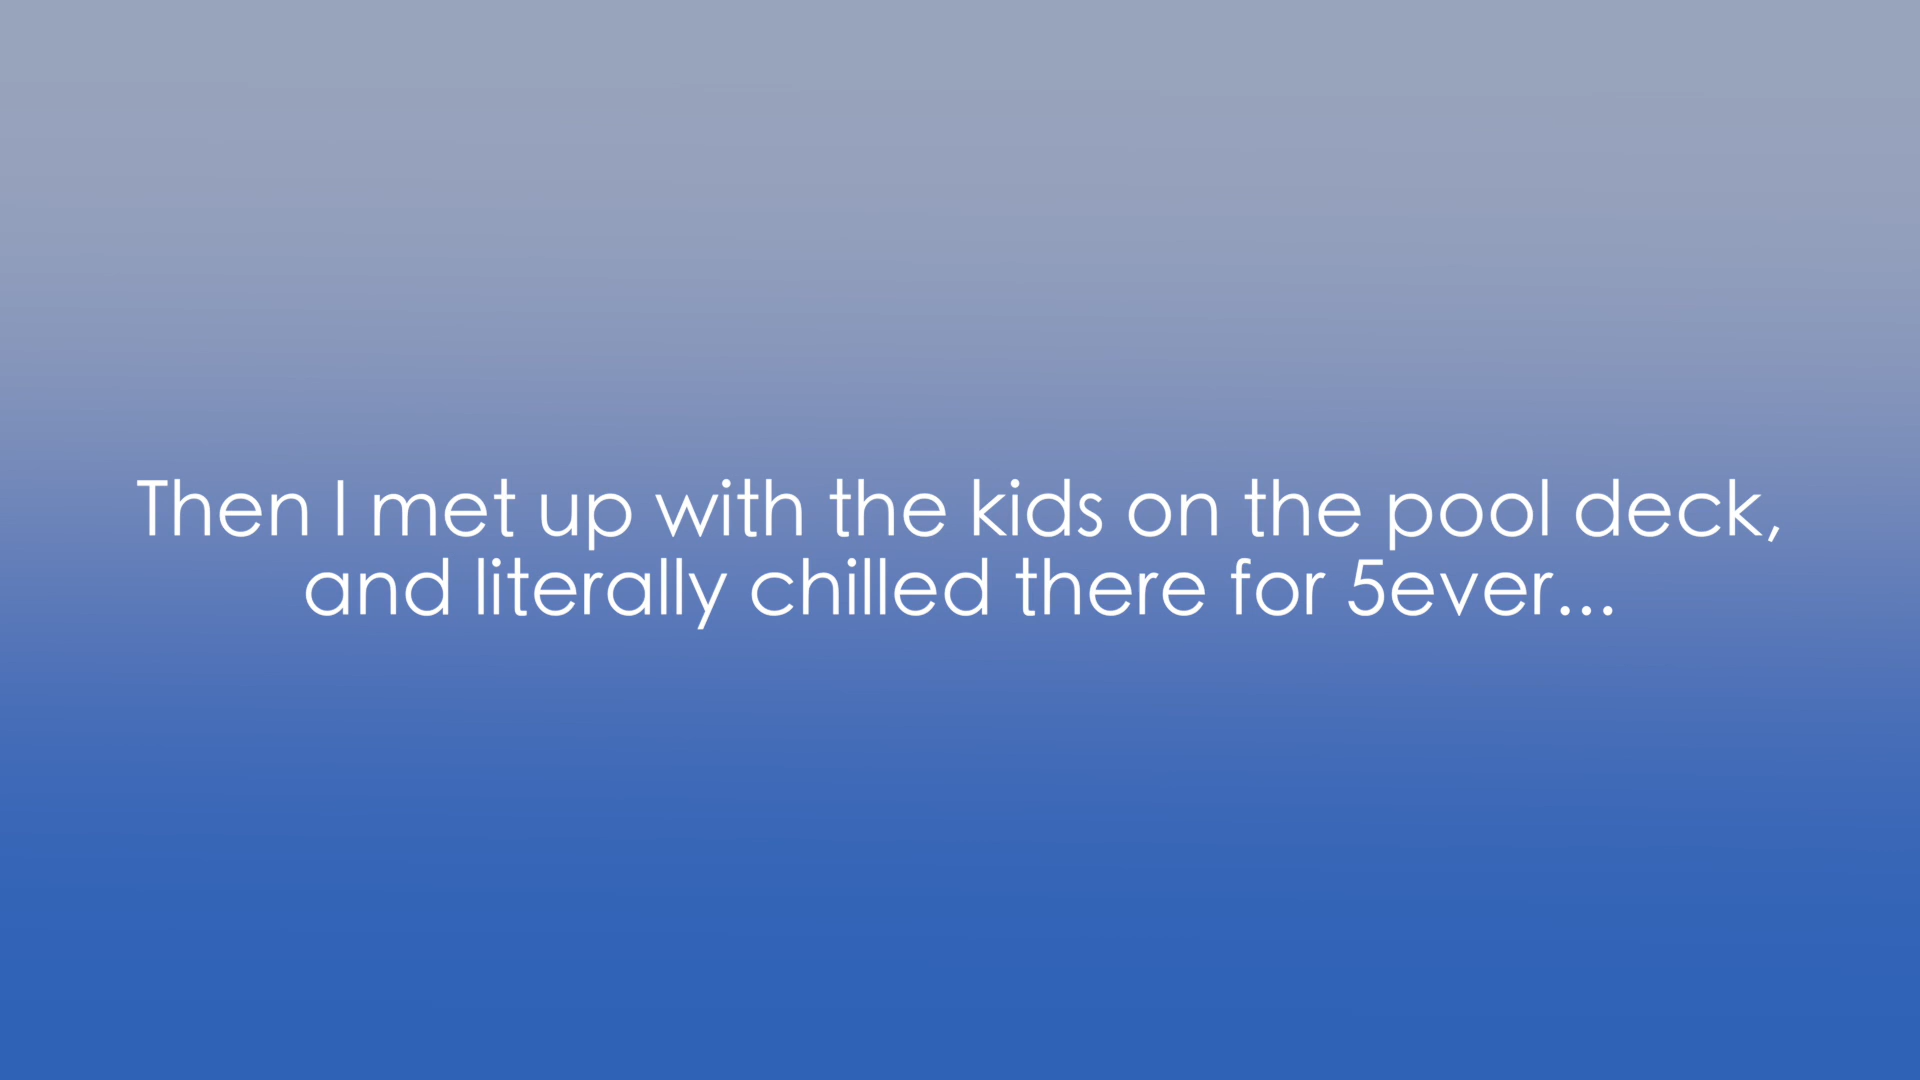 Then I met up with the kids on the pool deck,
and literally chilled there for 5ever...